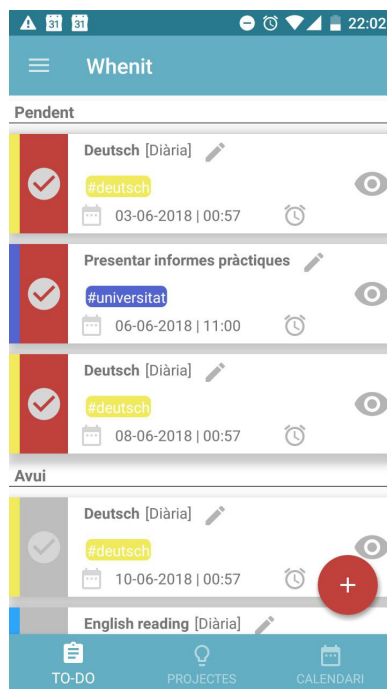 31 31 22:02
Whenit
Pendent
Deutsch [Diària]
#deutsch
03-06-2018 | 00:57
Presentar informes pràctiques
#universitat
06-06-2018 | 11:00
Deutsch [Diària]
#deutsch
08-06-2018 | 00:57
Avui
Deutsch [Diària]
#deutsch
10-06-2018 | 00:57
+
English reading [Diària]
TO-DO PROJECTES CALENDARI